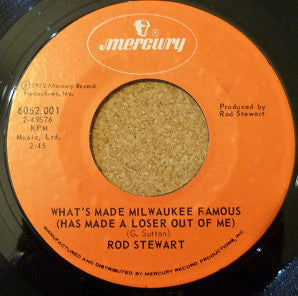 mercury
℗ 1972 Mercury Record
Productions, Inc.
6052.001
2-49576
KPM
Music, Ltd.
2:45
Produced by
Rod Stewart
WHAT'S MADE MILWAUKEE FAMOUS
(HAS MADE A LOSER OUT OF ME)
(G. Sutton)
ROD STEWART
MANUFACTURED AND DISTRIBUTED BY MERCURY RECORD PRODUCTIONS, INC.